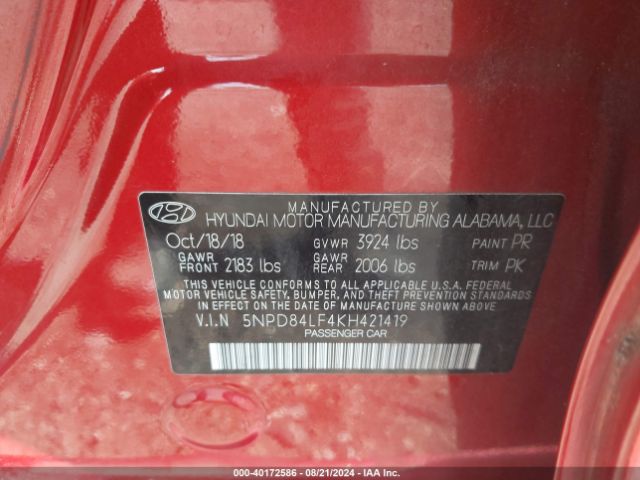 MANUFACTURED BY
HYUNDAI MOTOR MANUFACTURING ALABAMA, LLC
Oct/18/18 GVWR 3924 lbs PAINT PR
GAWR FRONT 2183 lbs GAWR REAR 2006 lbs TRIM PK
THIS VEHICLE CONFORMS TO ALL APPLICABLE U.S.A. FEDERAL
MOTOR VEHICLE SAFETY, BUMPER, AND THEFT PREVENTION
STANDARDS IN EFFECT ON THE DATE OF MANUFACTURE SHOWN ABOVE.
V.I.N 5NPD84LF4KH421419
PASSENGER CAR
000-40172586 - 08/21/2024 - IAA Inc.